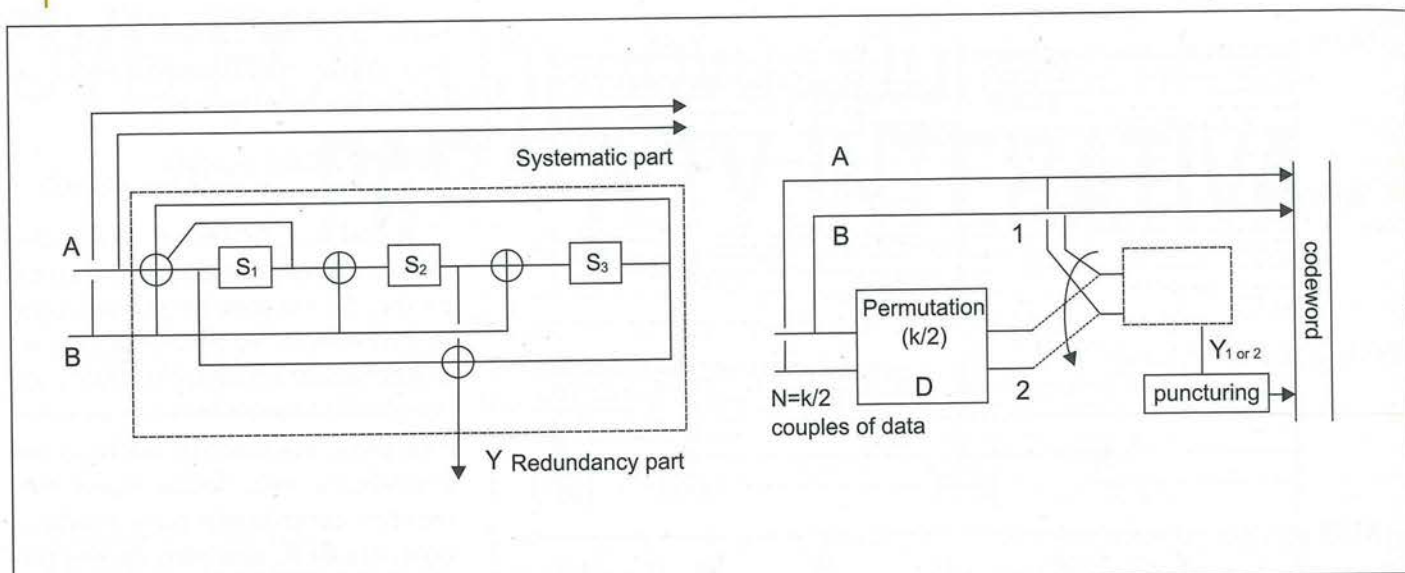 Systematic part
A
S₁
S₂
S₃
B
Y Redundancy part
A
B
1
Permutation
(k/2)
D
2
N=k/2
couples of data
Y₁ or ₂
puncturing
codeword